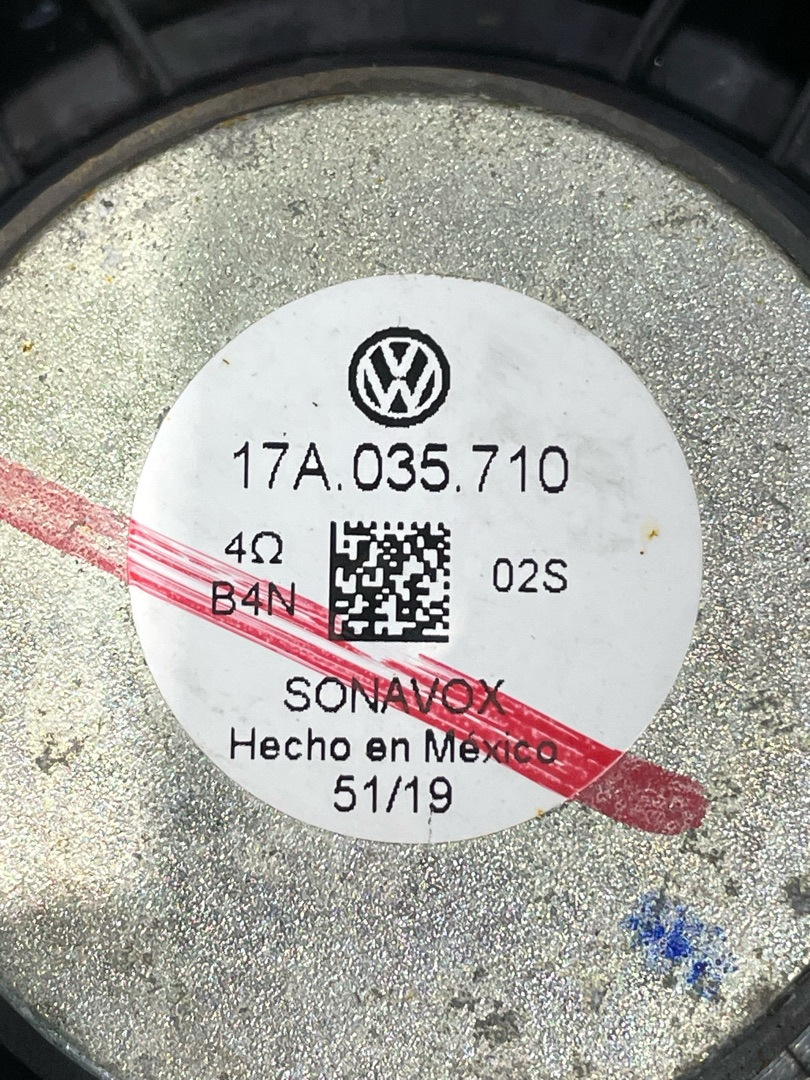 17A.035.710
4Ω
B4N
02S
SONAVOX
Hecho en México
51/19